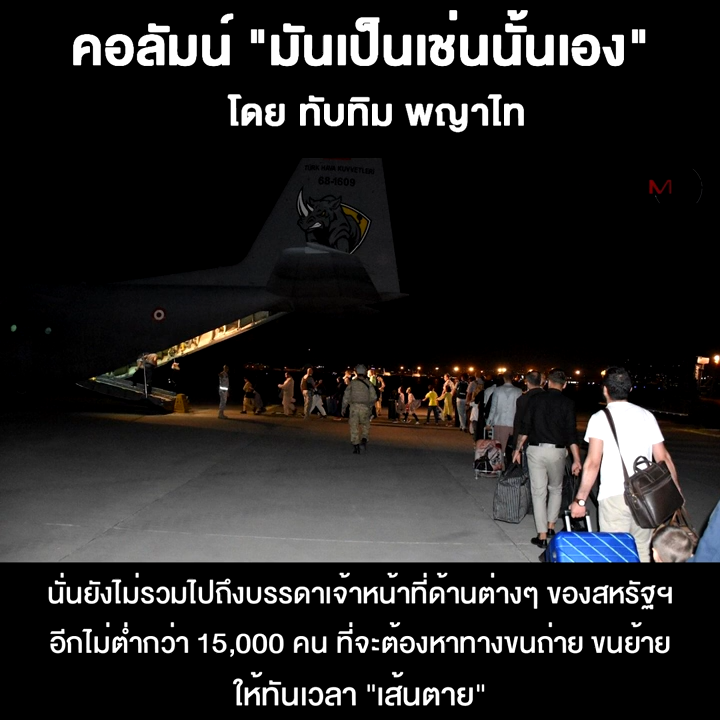 คอลัมน์ "มันเป็นเช่นนั้นเอง"
โดย ทับทิม พญาไท
TÜRK HAVA KUVVETLERİ
684609
M
นั่นยังไม่รวมไปถึงบรรดาเจ้าหน้าที่ด้านต่างๆ ของสหรัฐฯ
อีกไม่ต่ำกว่า 15,000 คน ที่จะต้องหาทางขนถ่าย ขนย้าย
ให้ทันเวลา "เส้นตาย"